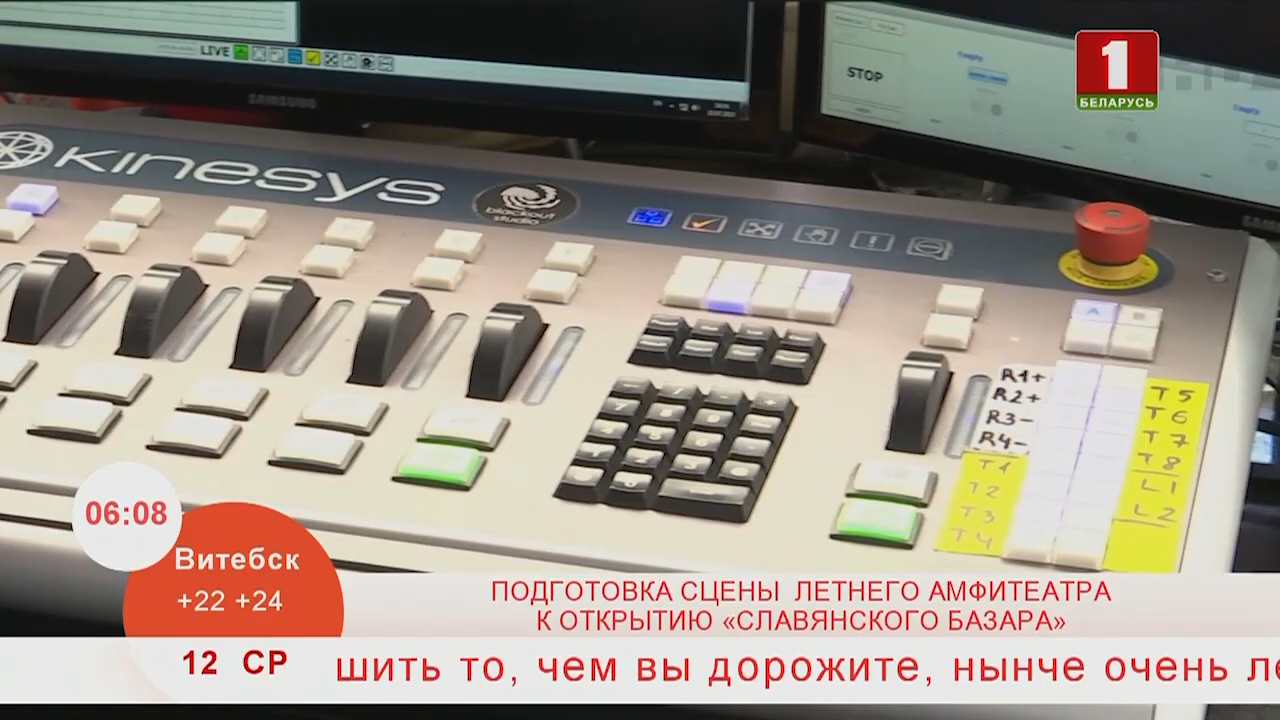 LIVE
SAMSUNG
STOP
1
БЕЛАРУСЬ
KINESYS
blackout
studio
A
R1+
R2+
R3-
R4-
T1
T2
T3
T4
T5
T6
T7
T8
L1
L2
06:08
Витебск
+22 +24
ПОДГОТОВКА СЦЕНЫ ЛЕТНЕГО АМФИТЕАТРА
К ОТКРЫТИЮ «СЛАВЯНСКОГО БАЗАРА»
12 СР
шить то, чем вы дорожите, нынче очень ле